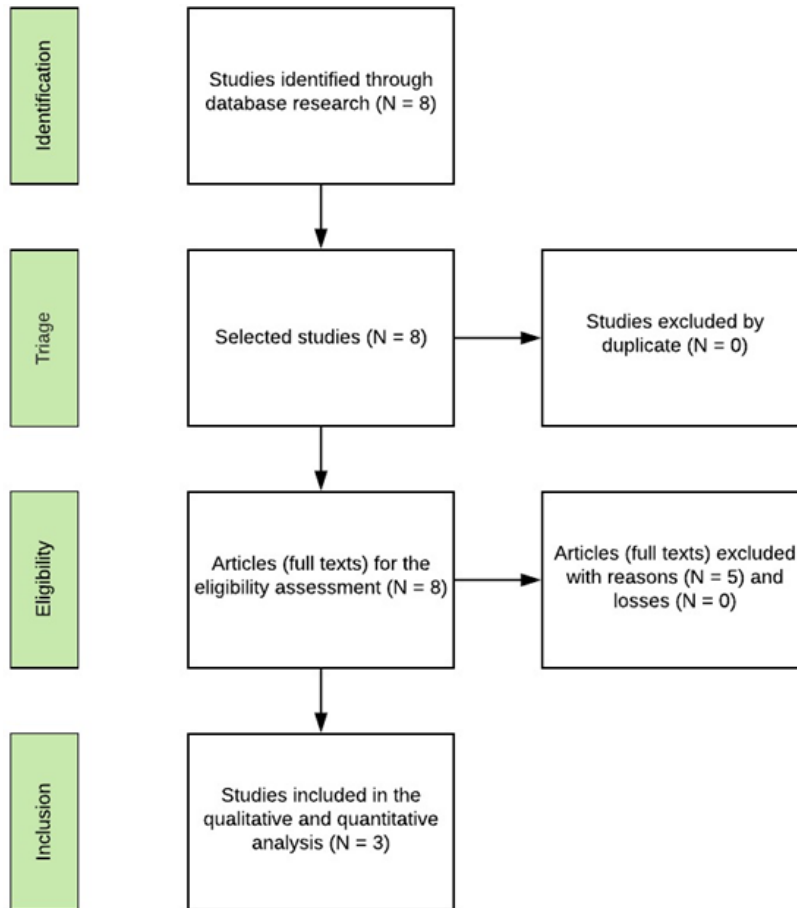 Identification
Studies identified through
database research (N = 8)
Triage
Selected studies (N = 8)
Studies excluded by
duplicate (N = 0)
Eligibility
Articles (full texts) for the
eligibility assessment (N = 8)
Articles (full texts) excluded
with reasons (N = 5) and
losses (N = 0)
Inclusion
Studies included in the
qualitative and quantitative
analysis (N = 3)